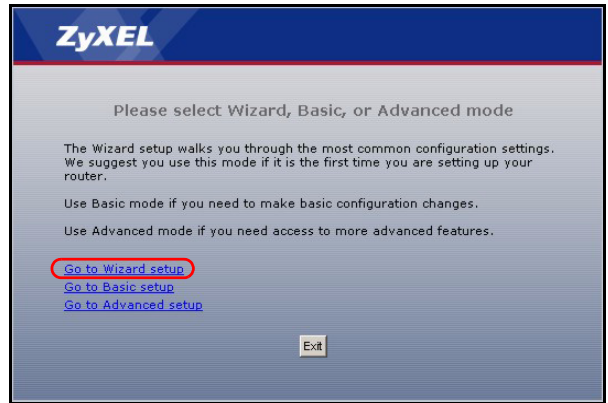 ZyXEL
Please select Wizard, Basic, or Advanced mode
The Wizard setup walks you through the most common configuration settings.
We suggest you use this mode if it is the first time you are setting up your
router.
Use Basic mode if you need to make basic configuration changes.
Use Advanced mode if you need access to more advanced features.
Go to Wizard setup
Go to Basic setup
Go to Advanced setup
Exit